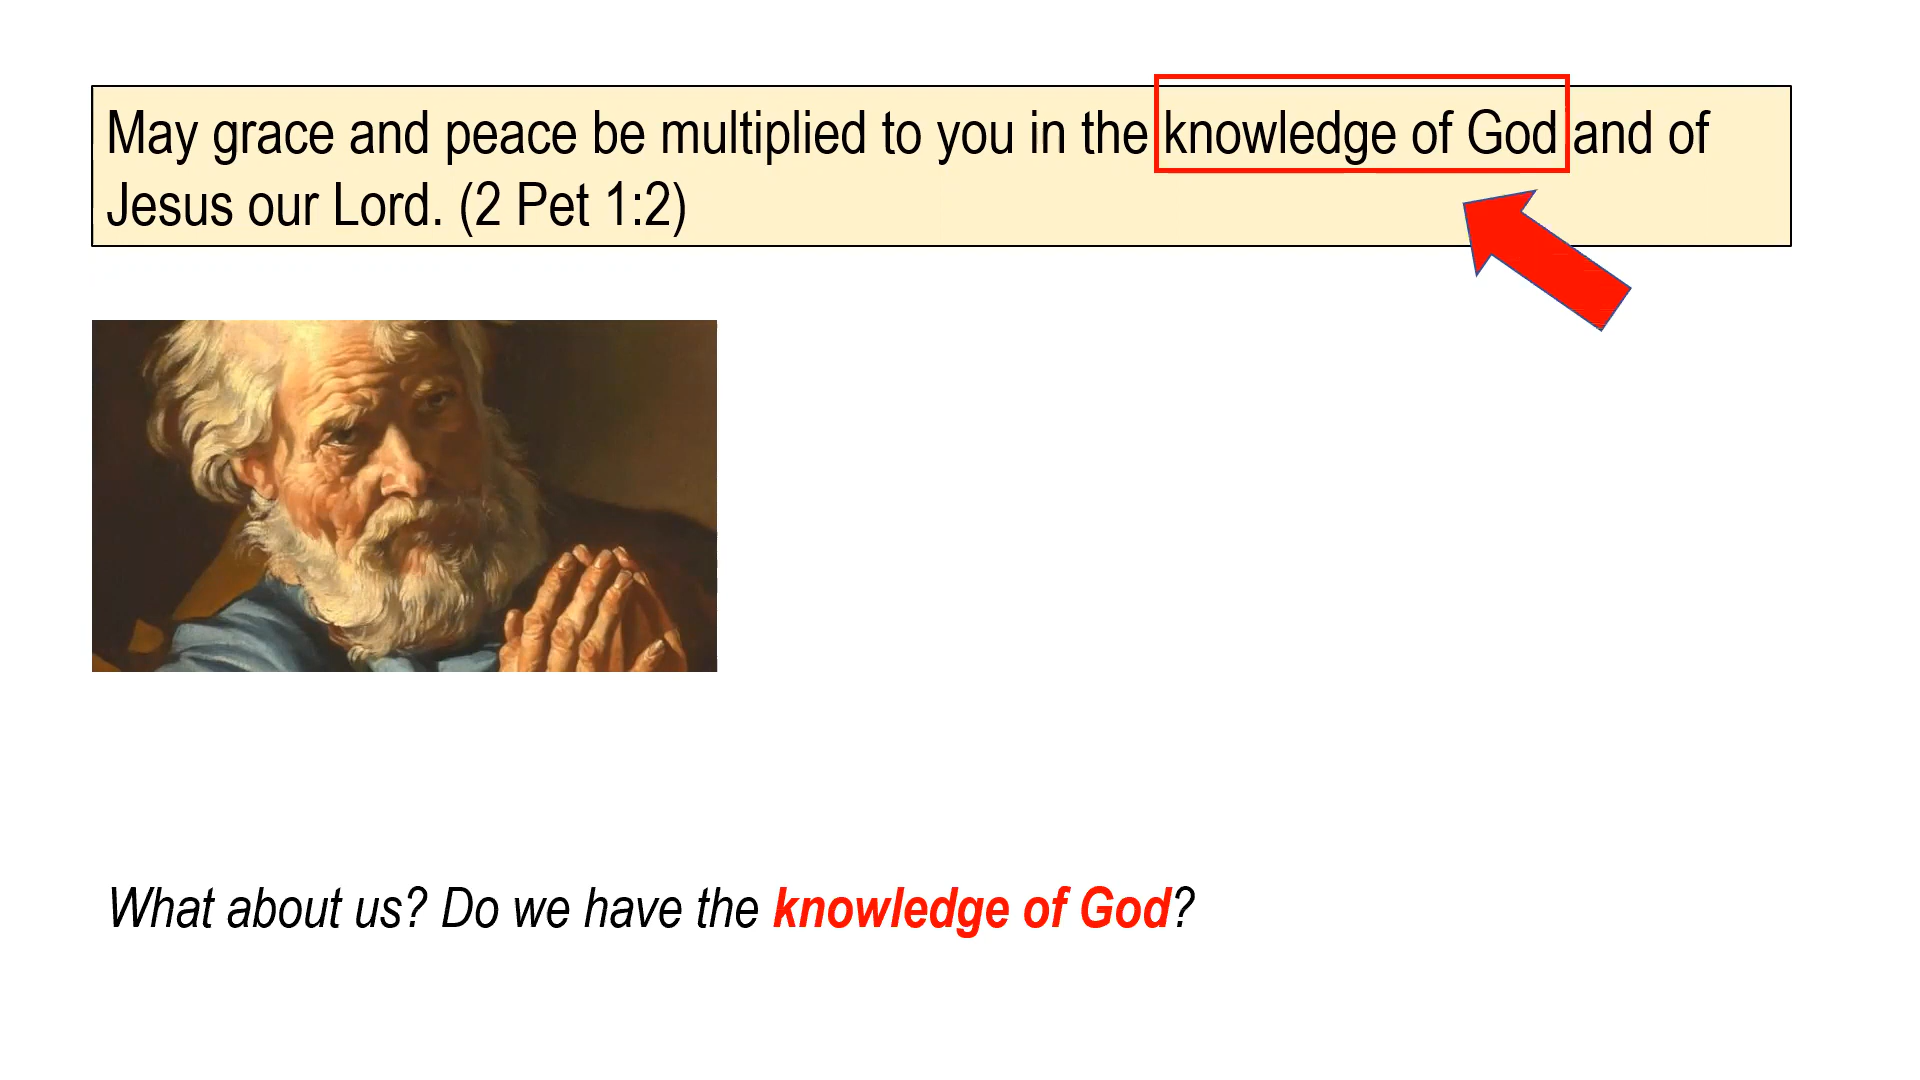 May grace and peace be multiplied to you in the knowledge of God and of
Jesus our Lord. (2 Pet 1:2)
What about us? Do we have the knowledge of God?